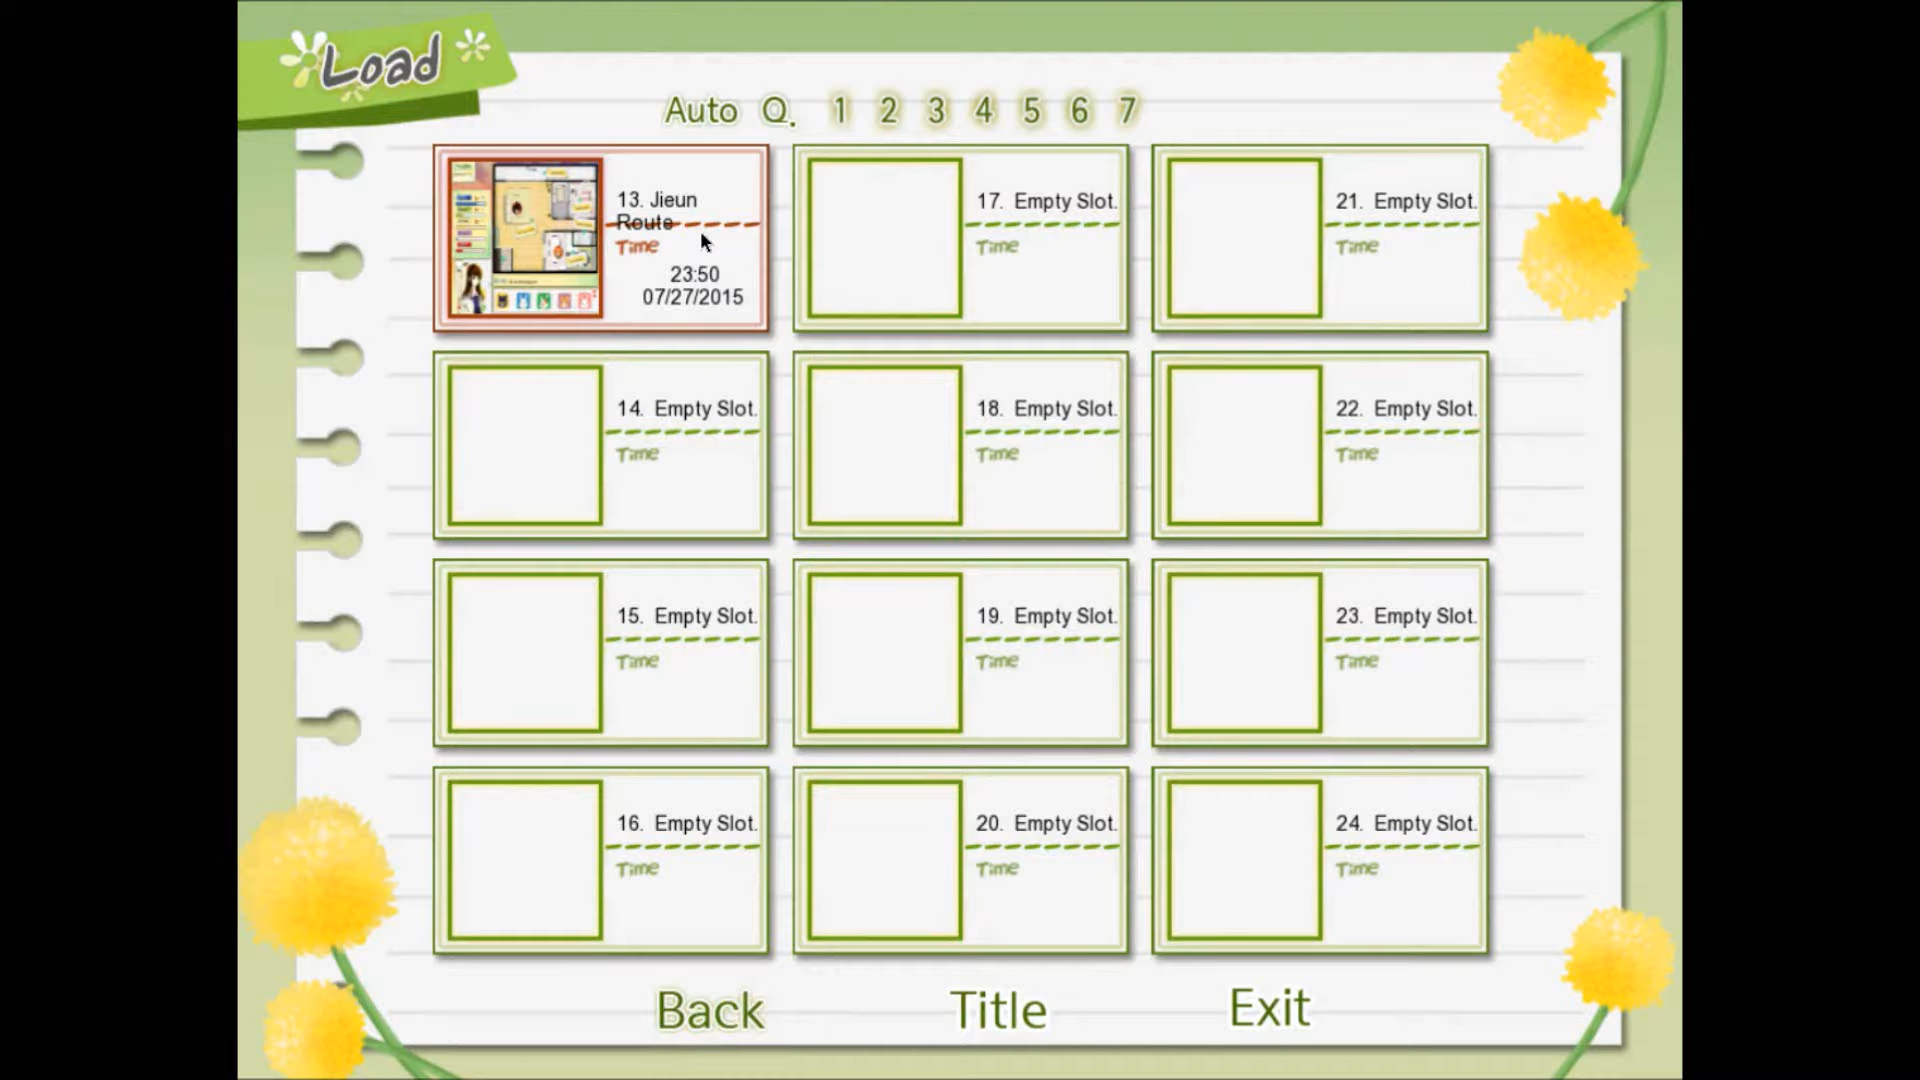 Load
Auto Q. 1 2 3 4 5 6 7
13. Jieun
Route
Time
23:50
07/27/2015
17. Empty Slot.
Time
21. Empty Slot.
Time
14. Empty Slot.
Time
18. Empty Slot.
Time
22. Empty Slot.
Time
15. Empty Slot.
Time
19. Empty Slot.
Time
23. Empty Slot.
Time
16. Empty Slot.
Time
20. Empty Slot.
Time
24. Empty Slot.
Time
Back
Title
Exit